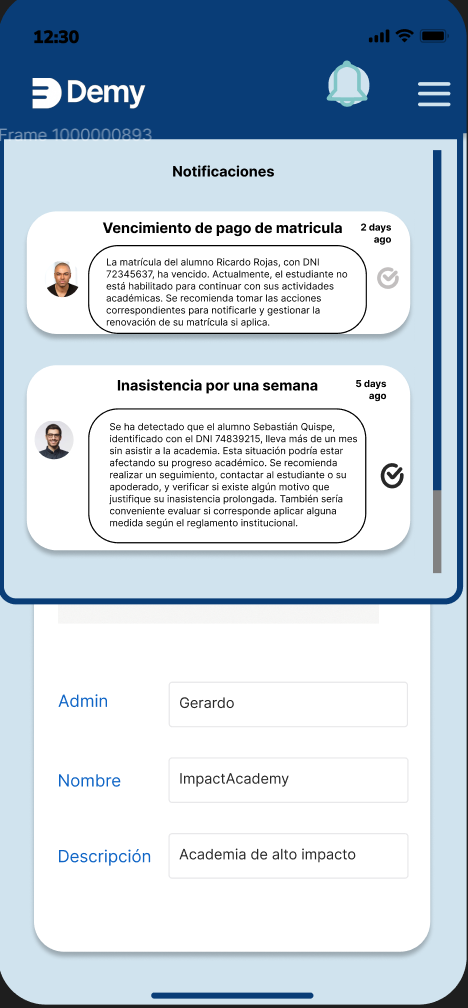 12:30
Demy
Frame 1000000893
Notificaciones
Vencimiento de pago de matricula
2 days
ago
La matrícula del alumno Ricardo Rojas, con DNI
72345637, ha vencido. Actualmente, el estudiante no
está habilitado para continuar con sus actividades
académicas. Se recomienda tomar las acciones
correspondientes para notificarle y gestionar la
renovación de su matrícula si aplica.
Inasistencia por una semana
5 days
ago
Se ha detectado que el alumno Sebastián Quispe,
identificado con el DNI 74839215, lleva más de un mes
sin asistir a la academia. Esta situación podría estar
afectando su progreso académico. Se recomienda
realizar un seguimiento, contactar al estudiante o su
apoderado, y verificar si existe algún motivo que
justifique su inasistencia prolongada. También sería
conveniente evaluar si corresponde aplicar alguna
medida según el reglamento institucional.
Admin
Gerardo
Nombre
ImpactAcademy
Descripción
Academia de alto impacto